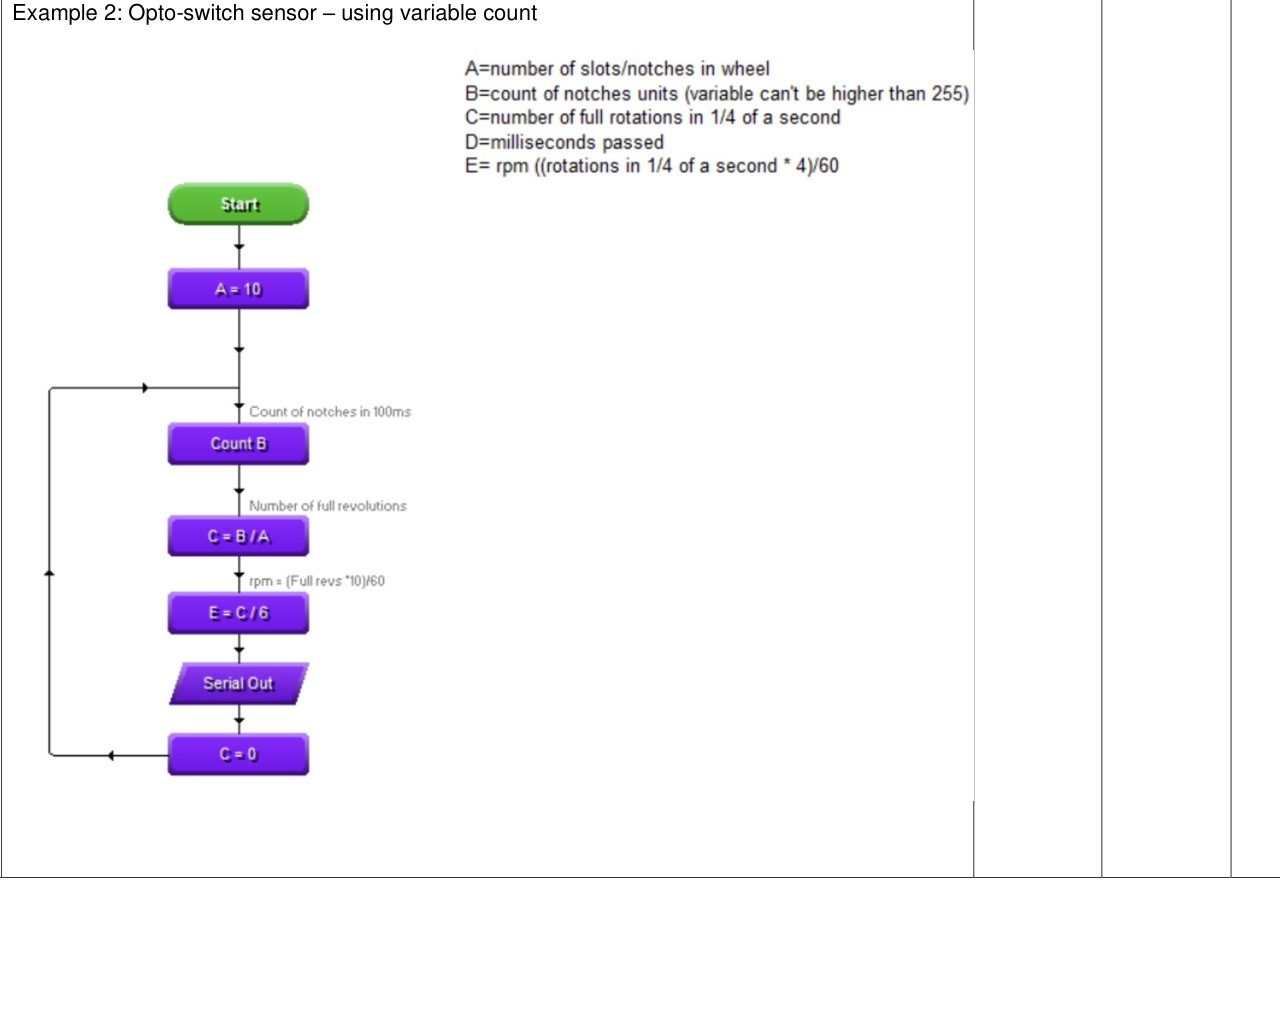 Example 2: Opto-switch sensor – using variable count
A=number of slots/notches in wheel
B=count of notches units (variable can't be higher than 255)
C=number of full rotations in 1/4 of a second
D=milliseconds passed
E= rpm ((rotations in 1/4 of a second * 4)/60
Start
A = 10
Count of notches in 100ms
Count B
Number of full revolutions
C = B / A
rpm = (Full revs *10)/60
E = C / 6
Serial Out
C = 0